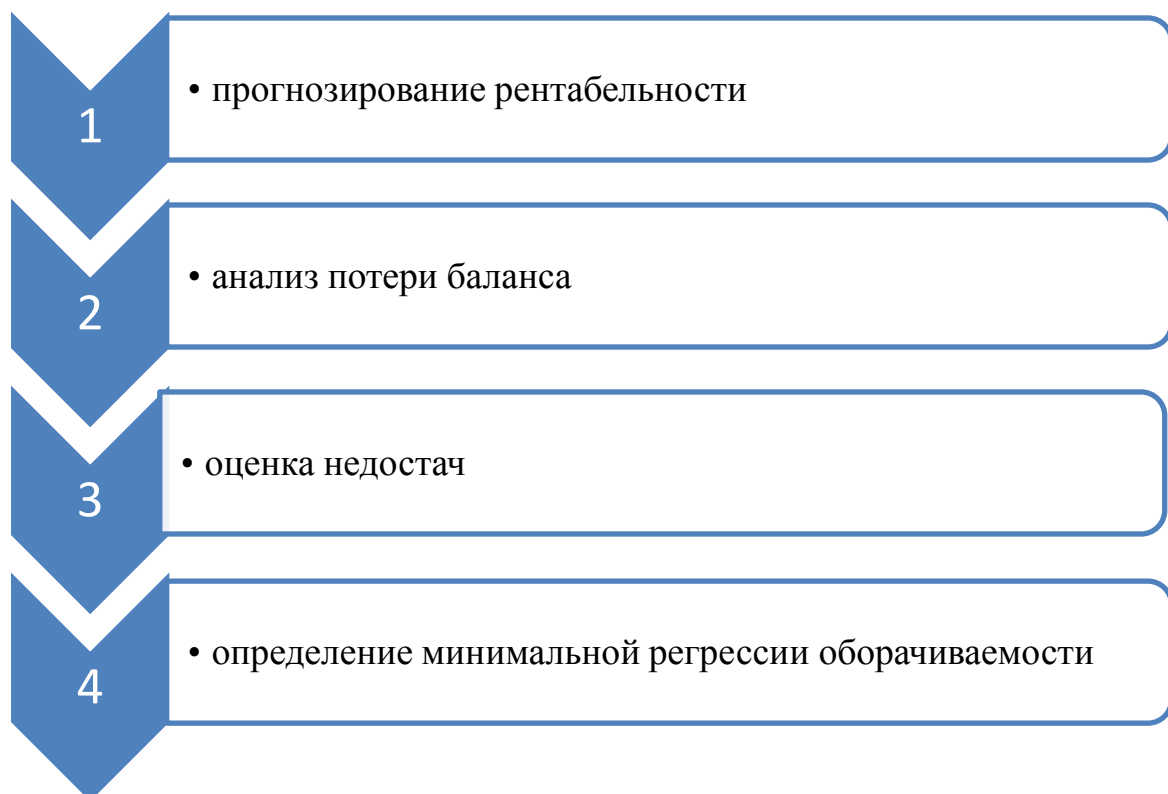 1
• прогнозирование рентабельности
2
• анализ потери баланса
3
• оценка недостач
4
• определение минимальной регрессии оборачиваемости